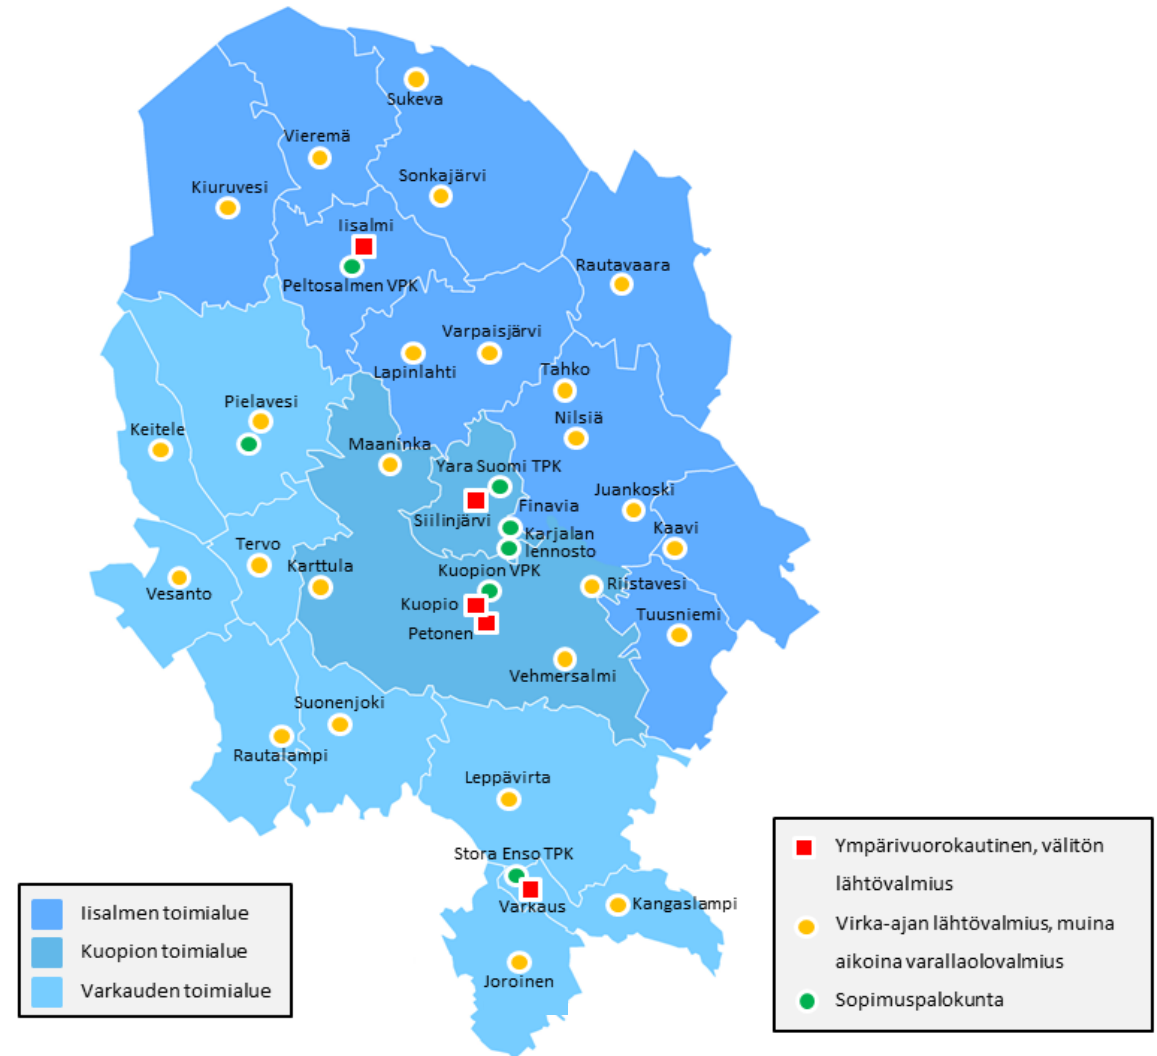 Sukeva
Vieremä
Sonkajärvi
Kiuruvesi
Iisalmi
Rautavaara
Peltosalmen VPK
Varpaisjärvi
Lapinlahti
Tahko
Pielavesi
Nilsiä
Keitele
Maaninka
Yara Suomi TPK
Juankoski
Finavia
Siilinjärvi
Kaavi
Karjalan
lennosto
Tervo
Karttula
Kuopion VPK
Riistavesi
Vesanto
Kuopio
Tuusniemi
Petonen
Vehmersalmi
Suonenjoki
Rautalampi
Leppävirta
Stora Enso TPK
Varkaus
Kangaslampi
Joroinen
Iisalmen toimialue
Kuopion toimialue
Varkauden toimialue
Ympärivuorokautinen, välitön
lähtövalmius
Virka-ajan lähtövalmius, muina
aikoina varallaolovalmius
Sopimuspalokunta